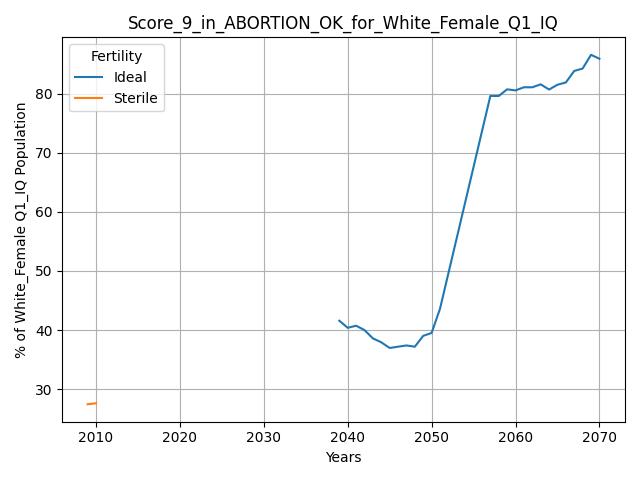 Score_9_in_ABORTION_OK_for_White_Female_Q1_IQ
% of White_Female Q1_IQ Population
Fertility
Ideal
Sterile
80
70
60
50
40
30
2010 2020 2030 2040 2050 2060 2070
Years